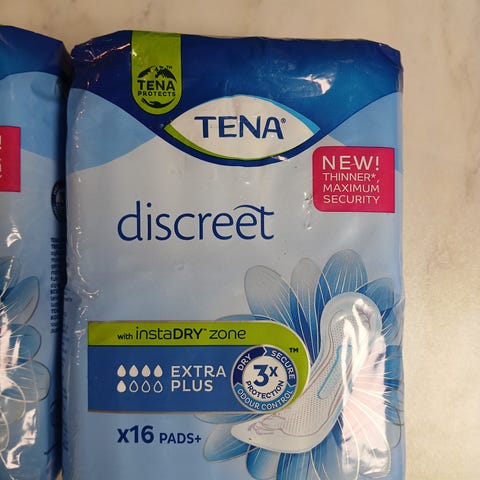 TENA
PROTECTS
TENA®
NEW!
THINNER*,
MAXIMUM
SECURITY
discreet
with instaDRY™ zone
EXTRA
PLUS
DRY
SECURE
3X
PROTECTION
ODOUR CONTROL
™
x16 PADS+